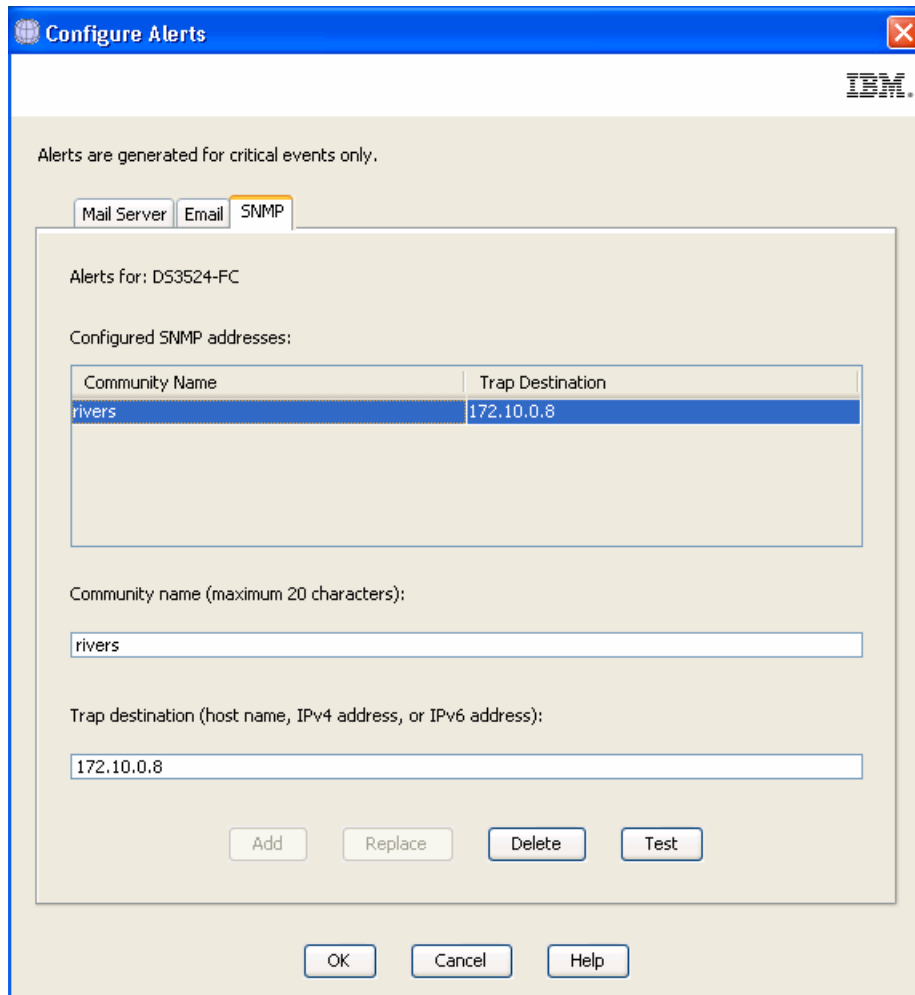 Configure Alerts
IBM.
Alerts are generated for critical events only.
Mail Server Email SNMP
Alerts for: DS3524-FC
Configured SNMP addresses:
Community Name Trap Destination
rivers 172.10.0.8
Community name (maximum 20 characters):
rivers
Trap destination (host name, IPv4 address, or IPv6 address):
172.10.0.8
Add Replace Delete Test
OK Cancel Help